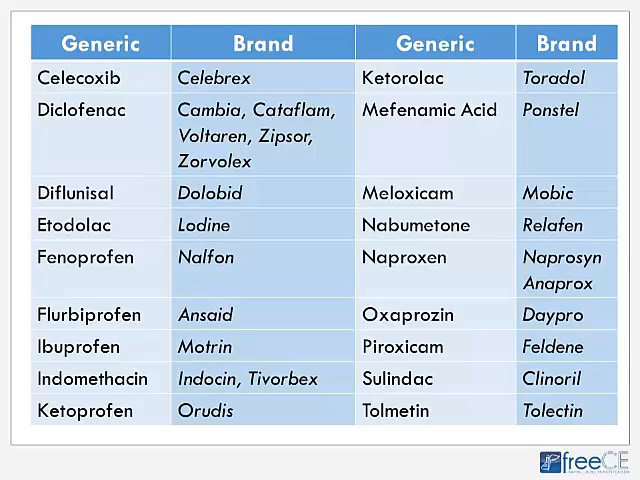 Generic Brand Generic Brand
Celecoxib Celebrex Ketorolac Toradol
Diclofenac Cambia, Cataflam, Mefenamic Acid Ponstel
Voltaren, Zipsor,
Zorvolex
Diflunisal Dolobid Meloxicam Mobic
Etodolac Lodine Nabumetone Relafen
Fenoprofen Nalfon Naproxen Naprosyn
Anaprox
Flurbiprofen Ansaid Oxaprozin Daypro
Ibuprofen Motrin Piroxicam Feldene
Indomethacin Indocin, Tivorbex Sulindac Clinoril
Ketoprofen Orudis Tolmetin Tolectin
freeCE